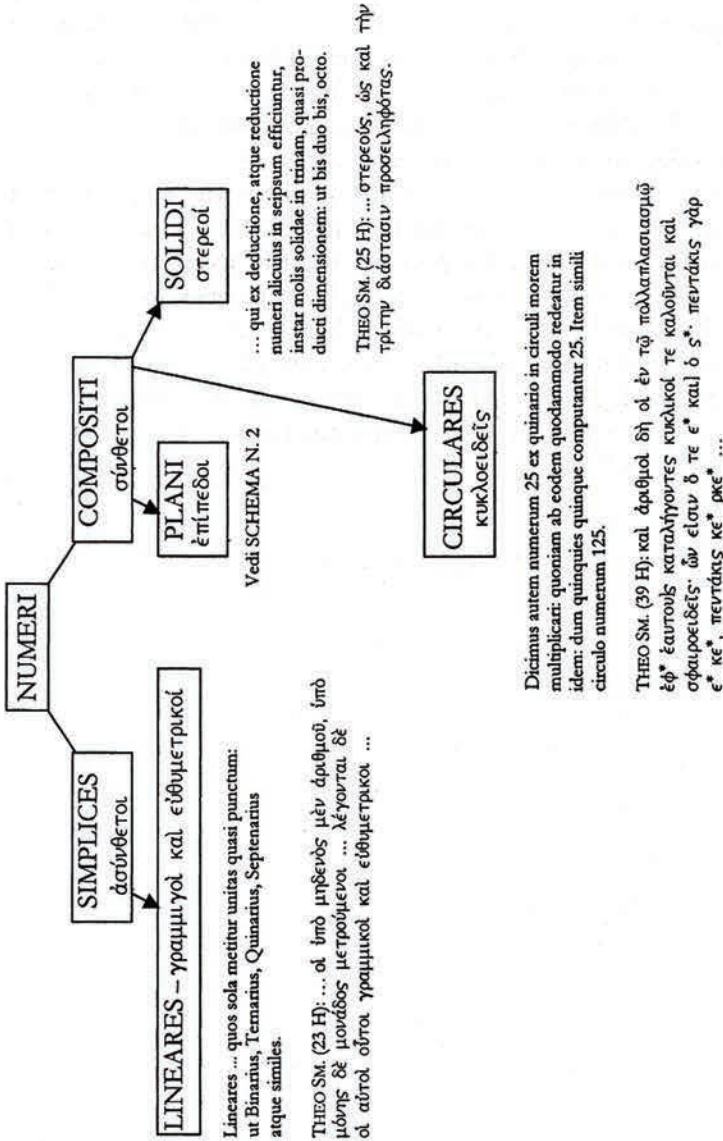 NUMERI
SIMPLICES
ἀσύνθετοι
COMPOSITI
σύνθετοι
LINEARES – γραμμιγοὶ καὶ εὐθυμετρικοί
PLANI
ἐπίπεδοι
SOLIDI
στερεοί
Lineares ... quos sola metitur unitas quasi punctum:
ut Binarius, Ternarius, Quinarius, Septenarius
atque similes.
THEO SM. (23 H): ... οἱ ὑπὸ μηδενὸς μὲν ἀριθμοῦ, ὑπὸ
μόνης δὲ μονάδος μετρούμενοι ... λέγονται δὲ
οἱ αὐτοὶ οὗτοι γραμμικοὶ καὶ εὐθυμετρικοι ...
Vedi SCHEMA N. 2
... qui ex deductione, atque reductione
numeri alicuius in seipsum efficiuntur,
instar molis solidae in trinam, quasi pro-
ducti dimensionem: ut bis duo bis, octo.
THEO SM. (25 H): ... στερεούς, ὡς καὶ τὴν
τρίτην διάστασιν προσειληφότας.
CIRCULARES
κυκλοειδεῖς
Dicimus autem numerum 25 ex quinario in circuli morem
multiplicari: quoniam ab eodem quodammodo redeatur in
idem: dum quinquies quinque computantur 25. Item simili
circulo numerum 125.
THEO SM. (39 H): καὶ ἀριθμοὶ δὴ οἱ ἐν τῷ πολλαπλασιασμῷ
ἐφ* ἑαυτοὺς καταλήγοντες κυκλικοί τε καλοῦνται καὶ
σφαιροειδεῖς· ὧν εἰσιν ὅ τε ε* καὶ] ὁ ς*· πεντάκις γὰρ
ε* κε*, πεντάκις κε* ρκε* ...